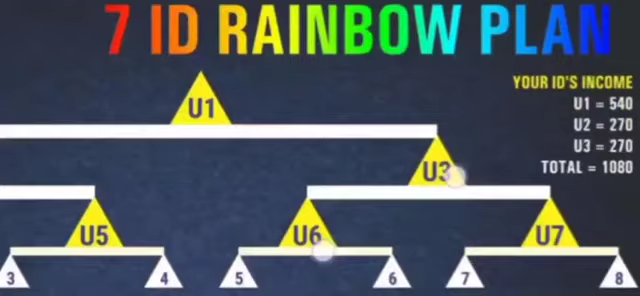 7 ID RAINBOW PLAN
YOUR ID'S INCOME
U1 = 540
U2 = 270
U3 = 270
TOTAL = 1080
U1
U3
U5
U6
U7
3
4
5
6
7
8